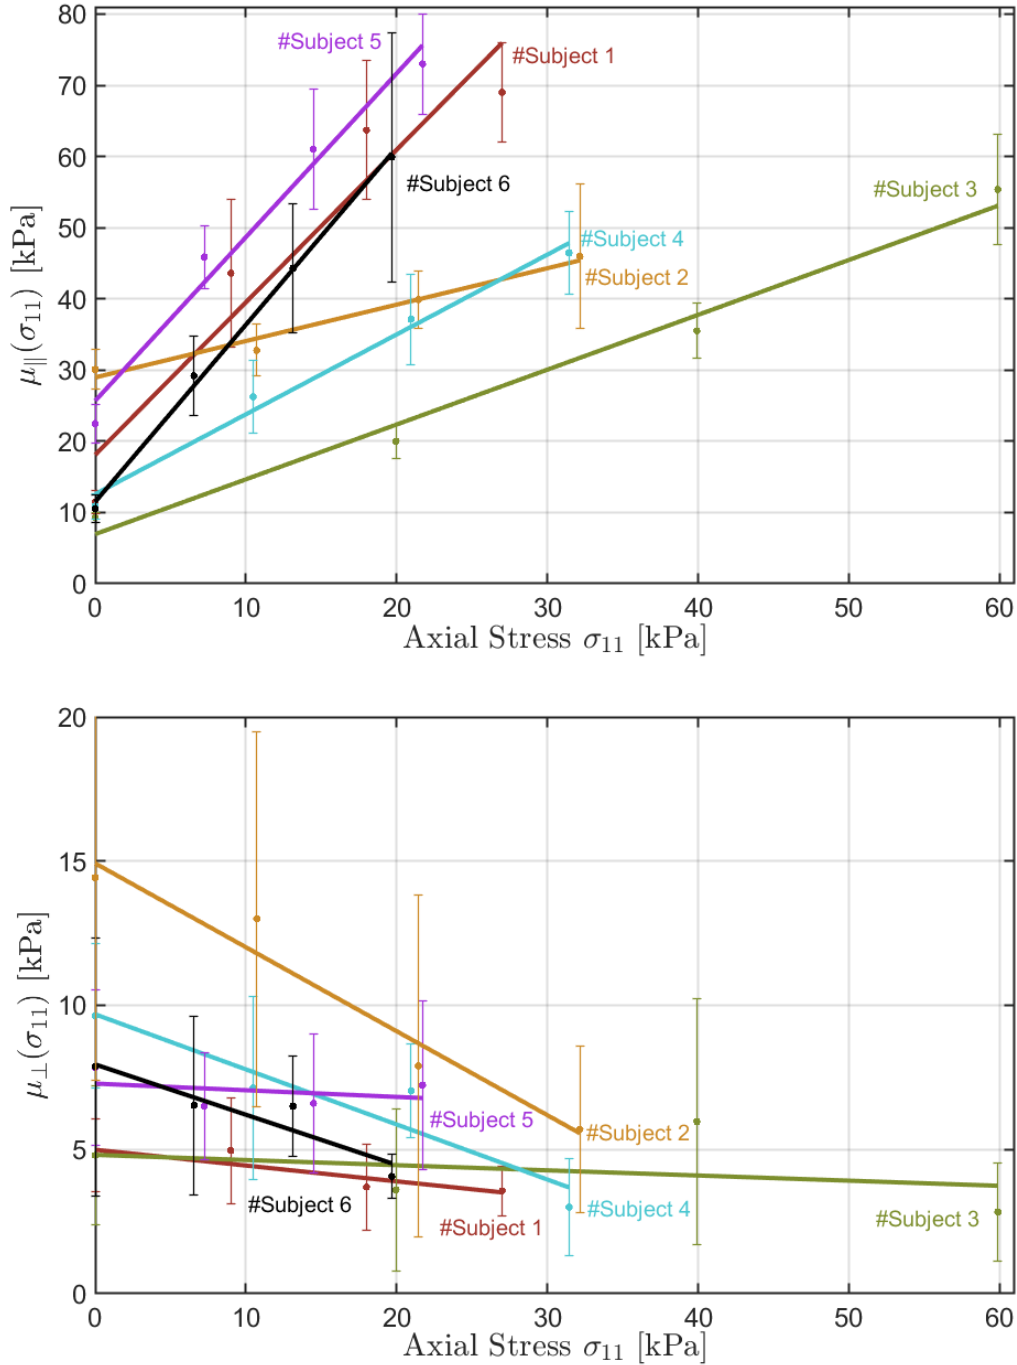 80
#Subject 5
#Subject 1
70
60
#Subject 6
#Subject 3
50
#Subject 4
#Subject 2
40
30
20
10
0
μ∥(σ11) [kPa]
0 10 20 30 40 50 60
Axial Stress σ11 [kPa]
20
15
10
#Subject 5
#Subject 2
5
#Subject 6
#Subject 4
#Subject 3
#Subject 1
0
μ⊥(σ11) [kPa]
0 10 20 30 40 50 60
Axial Stress σ11 [kPa]